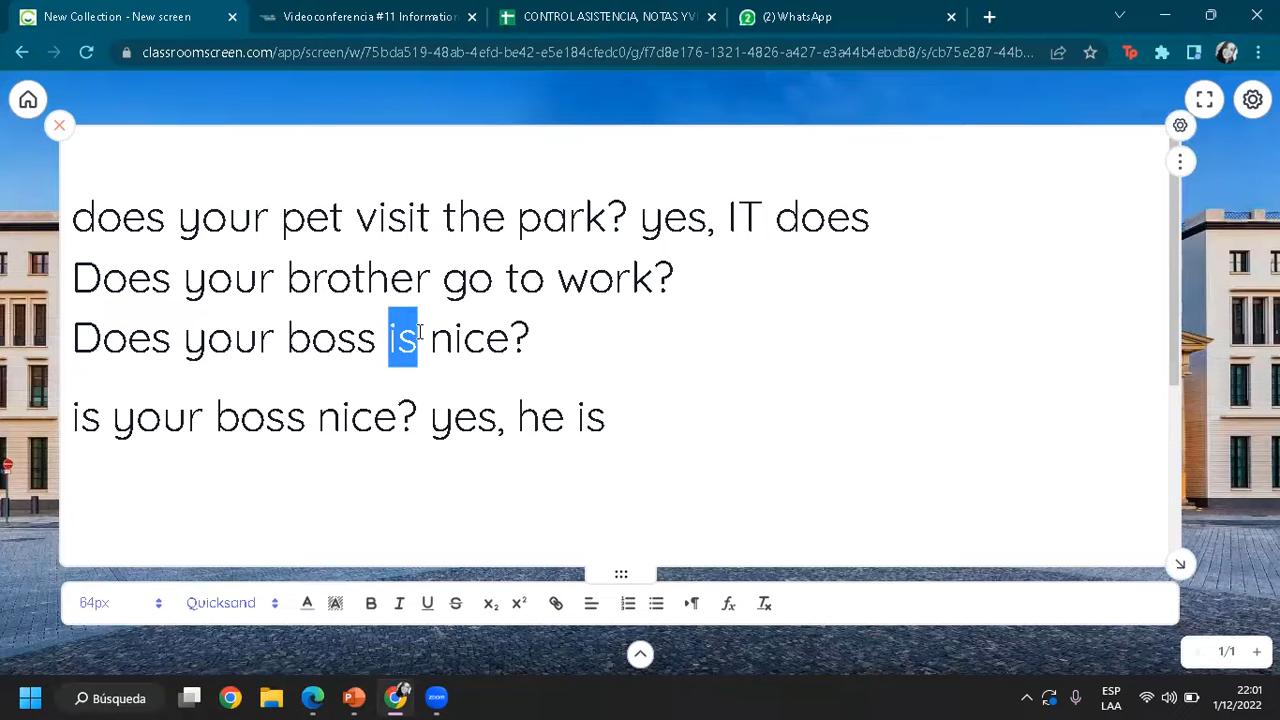 New Collection - New screen
Videoconferencia #11 Information
CONTROL ASISTENCIA, NOTAS Y VI
(2) WhatsApp
classroomscreen.com/app/screen/w/75bda519-48ab-4efd-be42-e5e184cfedc0/g/f7d8e176-1321-4826-a427-e3a44b4ebdb8/s/cb75e287-44b...
does your pet visit the park? yes, IT does
Does your brother go to work?
Does your boss is nice?
is your boss nice? yes, he is
64px
Quicksand
1/1
Búsqueda
zoom
ESP
LAA
22:01
1/12/2022